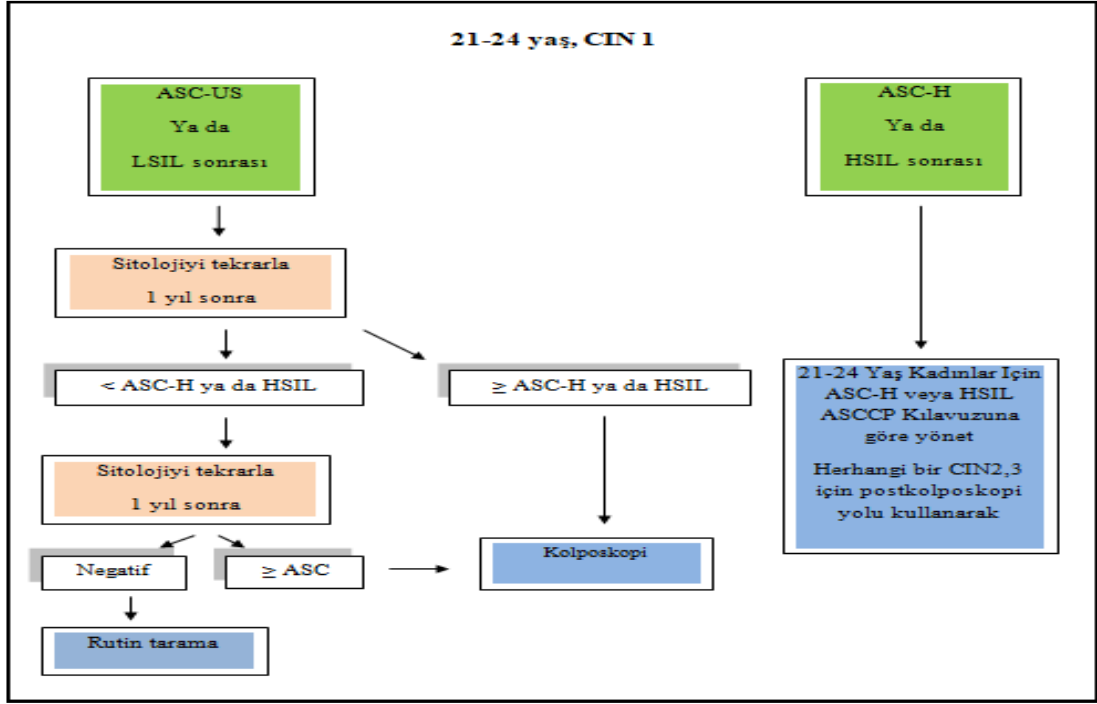 21-24 yaş, CIN 1
ASC-US
Ya da
LSIL sonrası
ASC-H
Ya da
HSIL sonrası
Sitolojiyi tekrarla
1 yıl sonra
< ASC-H ya da HSIL
≥ ASC-H ya da HSIL
21-24 Yaş Kadınlar Için
ASC-H veya HSIL
ASCCP Kılavuzuna
göre yönet
Herhangi bir CIN2,3
için postkolposkopi
yolu kullanarak
Sitolojiyi tekrarla
1 yıl sonra
Negatif
≥ ASC
Kolposkopi
Rutin tarama